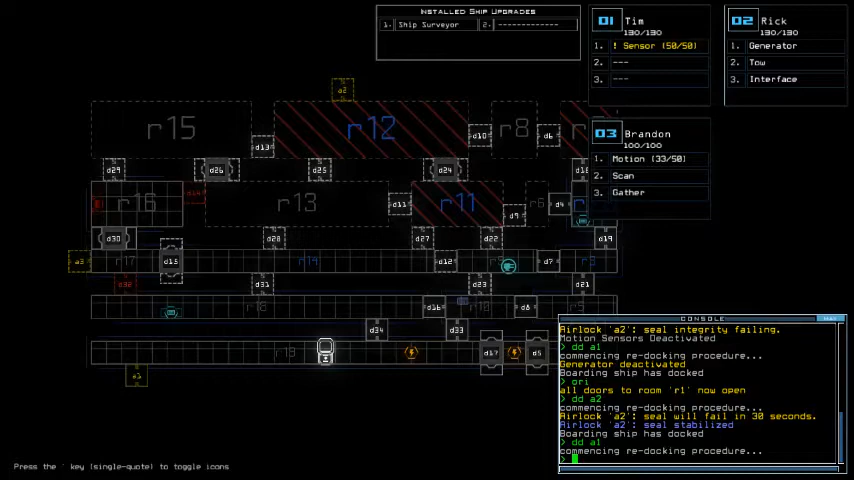 INSTALLED SHIP UPGRADES
1. Ship Surveyor 2. -------------
01 Tim
130/130
1. ! Sensor (50/50)
2. ---
3. ---
02 Rick
130/130
1. Generator
2. Tow
3. Interface
03 Brandon
100/100
1. Motion (33/50)
2. Scan
3. Gather
a2
r15
r12
r8
d13
d10
d6
d29
d26
d25
d24
r16
r13
r11
r6
d11
d9
d4
d30
d28
d27
d22
d19
a3
r17
d15
r14
d12
d7
r3
d32
d31
d23
d21
d16
r10
d8
d34
d33
d17
d5
CONSOLE
Airlock 'a2': seal integrity failing.
Motion Sensors Deactivated
> dd a1
commencing re-docking procedure...
Generator deactivated
Boarding ship has docked
> ori
all doors to room 'r1' now open
> dd a2
commencing re-docking procedure...
Airlock 'a2': seal will fail in 30 seconds.
Airlock 'a2': seal stabilized
Boarding ship has docked
> dd a1
commencing re-docking procedure...
>
Press the ' key (single-quote) to toggle icons